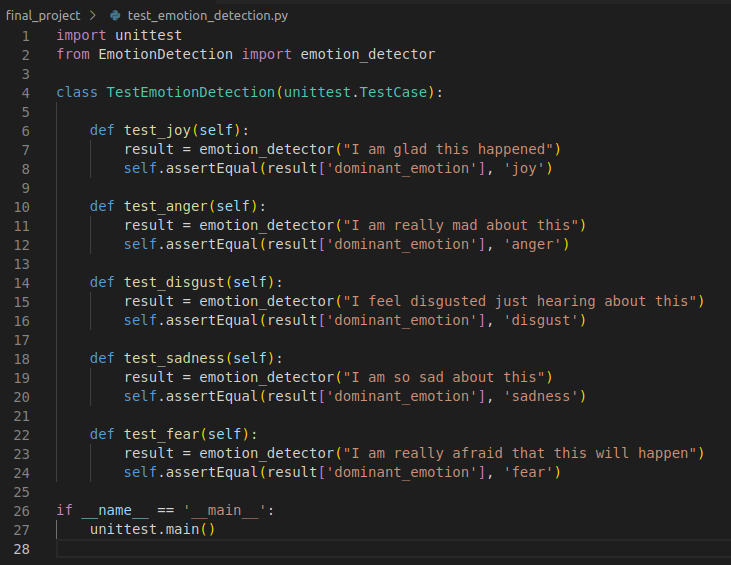 final_project > test_emotion_detection.py
1 import unittest
2 from EmotionDetection import emotion_detector
3
4 class TestEmotionDetection(unittest.TestCase):
5
6     def test_joy(self):
7         result = emotion_detector("I am glad this happened")
8         self.assertEqual(result['dominant_emotion'], 'joy')
9
10     def test_anger(self):
11         result = emotion_detector("I am really mad about this")
12         self.assertEqual(result['dominant_emotion'], 'anger')
13
14     def test_disgust(self):
15         result = emotion_detector("I feel disgusted just hearing about this")
16         self.assertEqual(result['dominant_emotion'], 'disgust')
17
18     def test_sadness(self):
19         result = emotion_detector("I am so sad about this")
20         self.assertEqual(result['dominant_emotion'], 'sadness')
21
22     def test_fear(self):
23         result = emotion_detector("I am really afraid that this will happen")
24         self.assertEqual(result['dominant_emotion'], 'fear')
25
26 if __name__ == '__main__':
27     unittest.main()
28